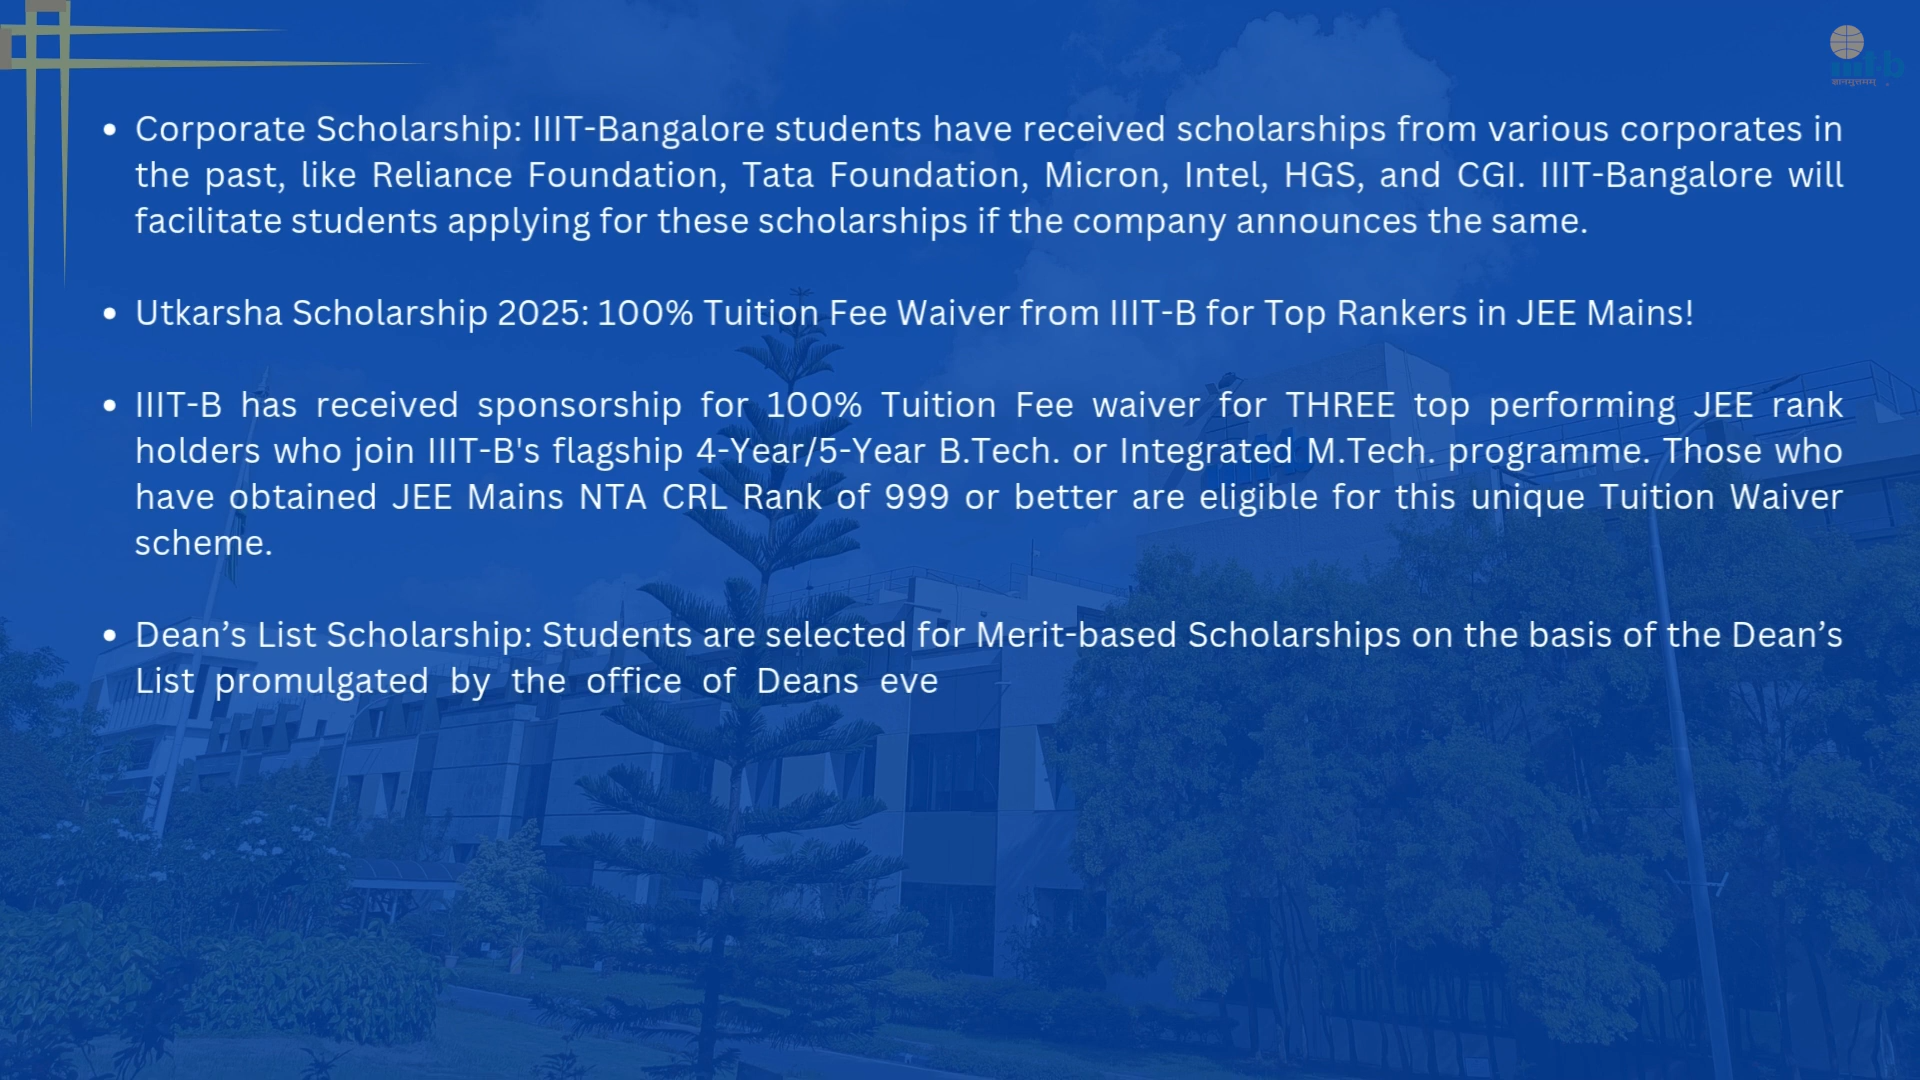 • Corporate Scholarship: IIIT-Bangalore students have received scholarships from various corporates in
the past, like Reliance Foundation, Tata Foundation, Micron, Intel, HGS, and CGI. IIIT-Bangalore will
facilitate students applying for these scholarships if the company announces the same.
• Utkarsha Scholarship 2025: 100% Tuition Fee Waiver from IIIT-B for Top Rankers in JEE Mains!
• IIIT-B has received sponsorship for 100% Tuition Fee waiver for THREE top performing JEE rank
holders who join IIIT-B's flagship 4-Year/5-Year B.Tech. or Integrated M.Tech. programme. Those who
have obtained JEE Mains NTA CRL Rank of 999 or better are eligible for this unique Tuition Waiver
scheme.
• Dean’s List Scholarship: Students are selected for Merit-based Scholarships on the basis of the Dean’s
List promulgated by the office of Deans eve
ज्ञानमुत्तमम्